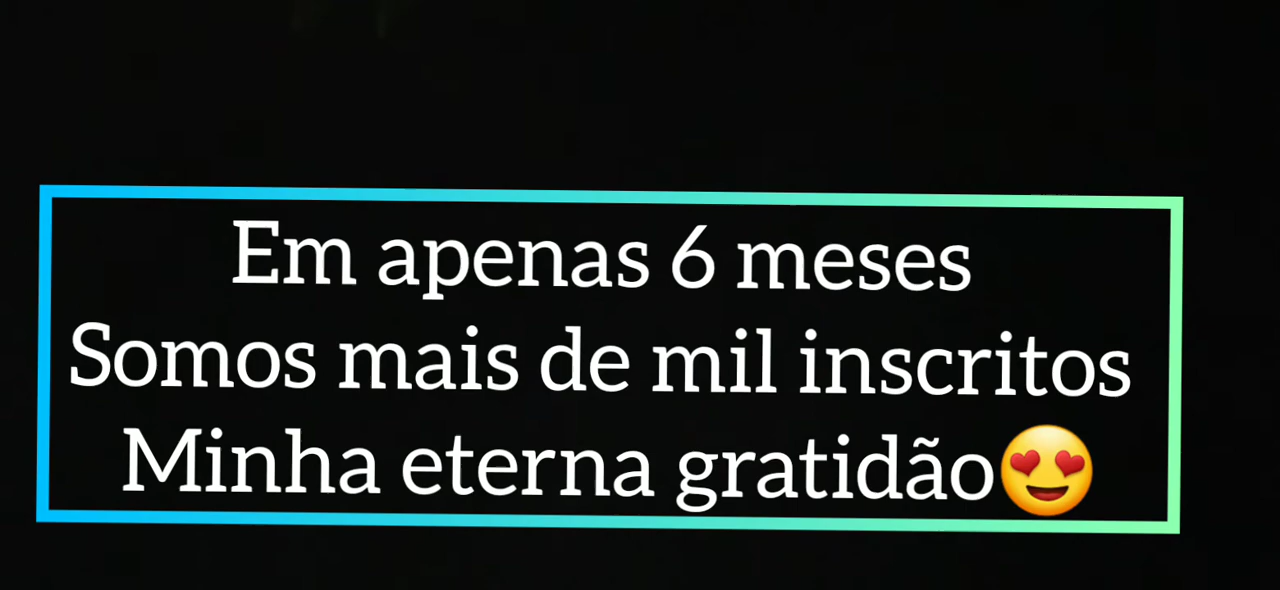 Em apenas 6 meses
Somos mais de mil inscritos
Minha eterna gratidão😍